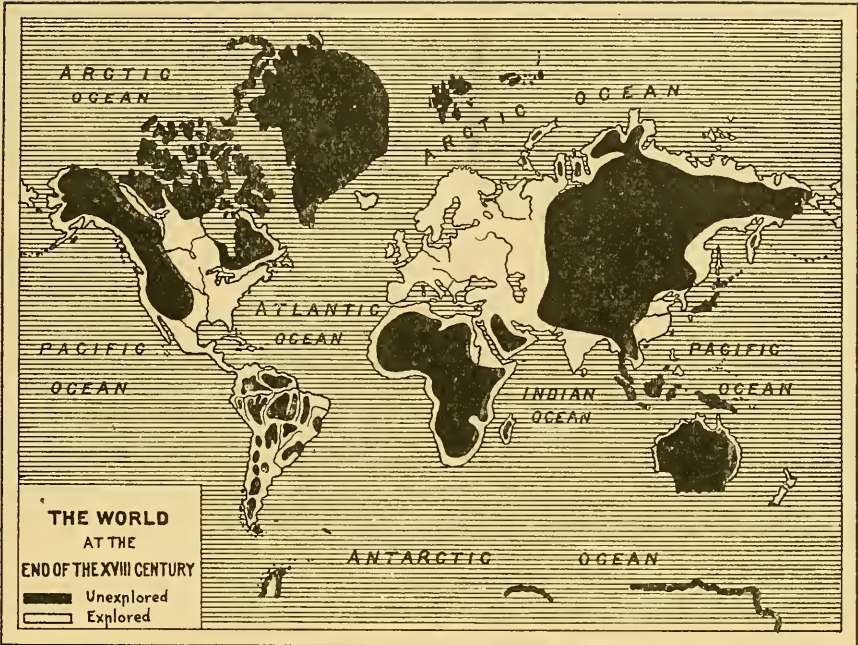 ARCTIC
OCEAN
ARCTIC OCEAN
ATLANTIC
OCEAN
PACIFIC
OCEAN
PACIFIC
OCEAN
INDIAN
OCEAN
ANTARCTIC OCEAN
THE WORLD
AT THE
END OF THE XVIII CENTURY
Unexplored
Explored